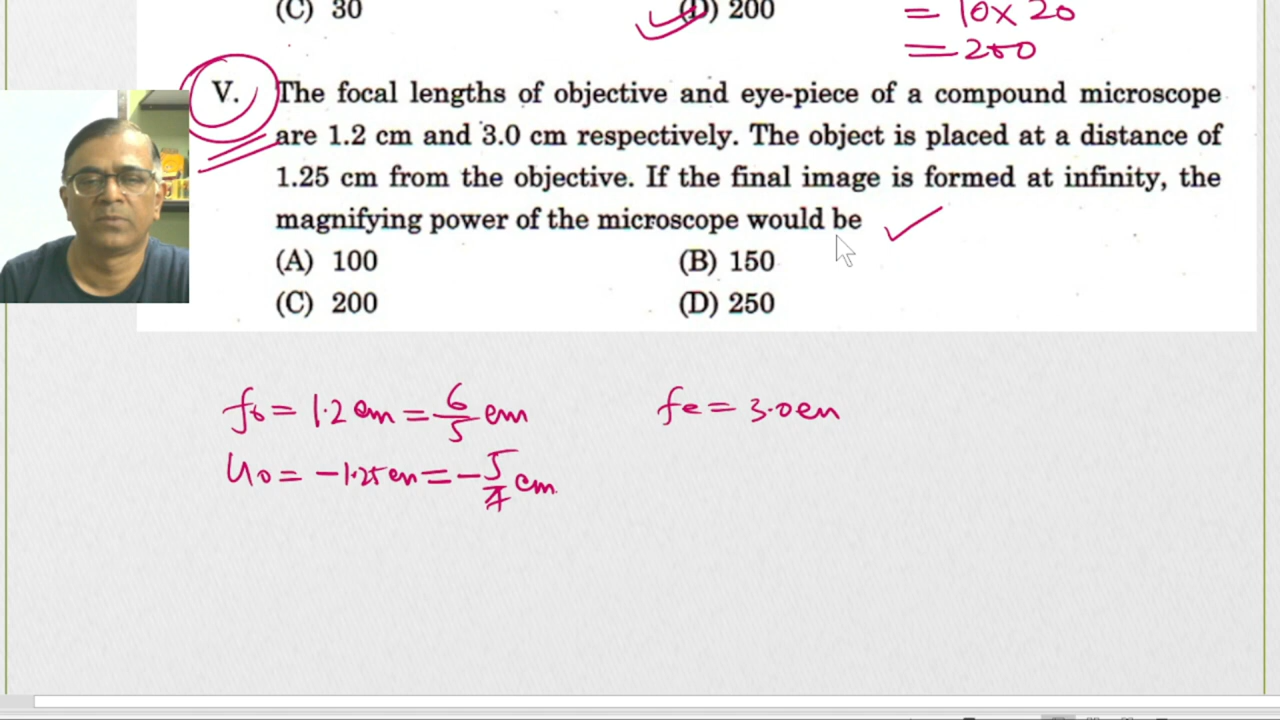 (C) 30 (D) 200
= 10 x 20
= 200
V. The focal lengths of objective and eye-piece of a compound microscope
are 1.2 cm and 3.0 cm respectively. The object is placed at a distance of
1.25 cm from the objective. If the final image is formed at infinity, the
magnifying power of the microscope would be
(A) 100 (B) 150
(C) 200 (D) 250
fo = 1.2 cm = 6/5 cm fe = 3.0 cm
uo = -1.25 cm = -5/4 cm